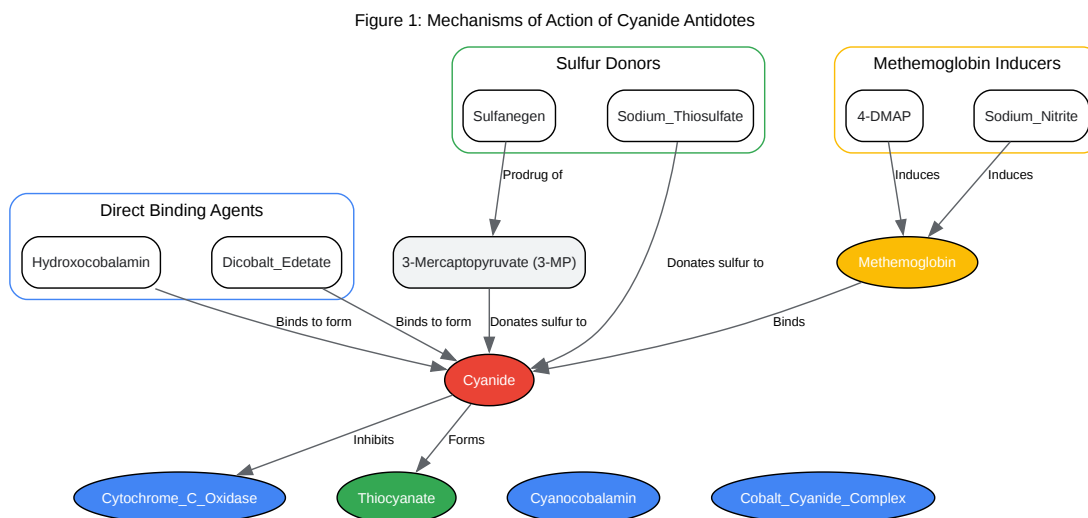 Figure 1: Mechanisms of Action of Cyanide Antidotes
Sulfur Donors
Methemoglobin Inducers
Sulfanegen
Sodium_Thiosulfate
4-DMAP
Sodium_Nitrite
Prodrug of
Induces
Induces
Direct Binding Agents
Hydroxocobalamin
Dicobalt_Edetate
3-Mercaptopyruvate (3-MP)
Donates sulfur to
Methemoglobin
Binds to form
Binds to form
Donates sulfur to
Binds
Cyanide
Inhibits
Forms
Cytochrome_C_Oxidase
Thiocyanate
Cyanocobalamin
Cobalt_Cyanide_Complex